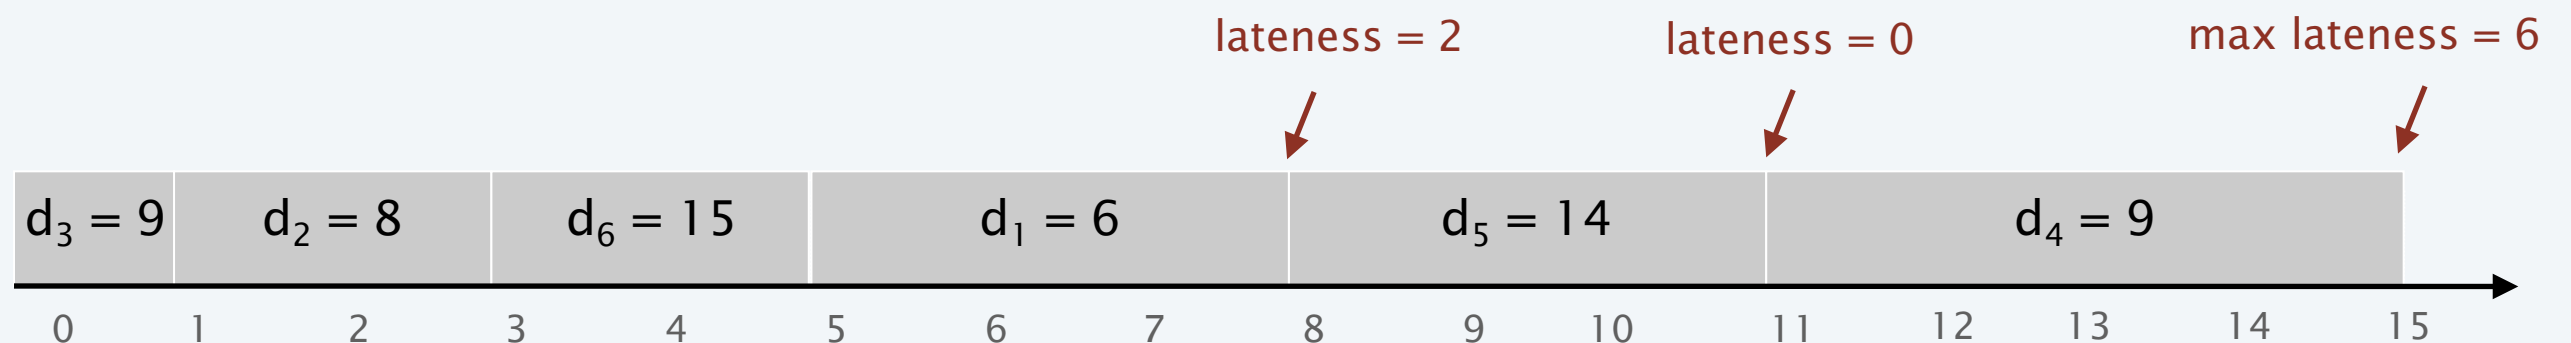 lateness = 2 lateness = 0 max lateness = 6
d₃ = 9 d₂ = 8 d₆ = 15 d₁ = 6 d₅ = 14 d₄ = 9
0 1 2 3 4 5 6 7 8 9 10 11 12 13 14 15